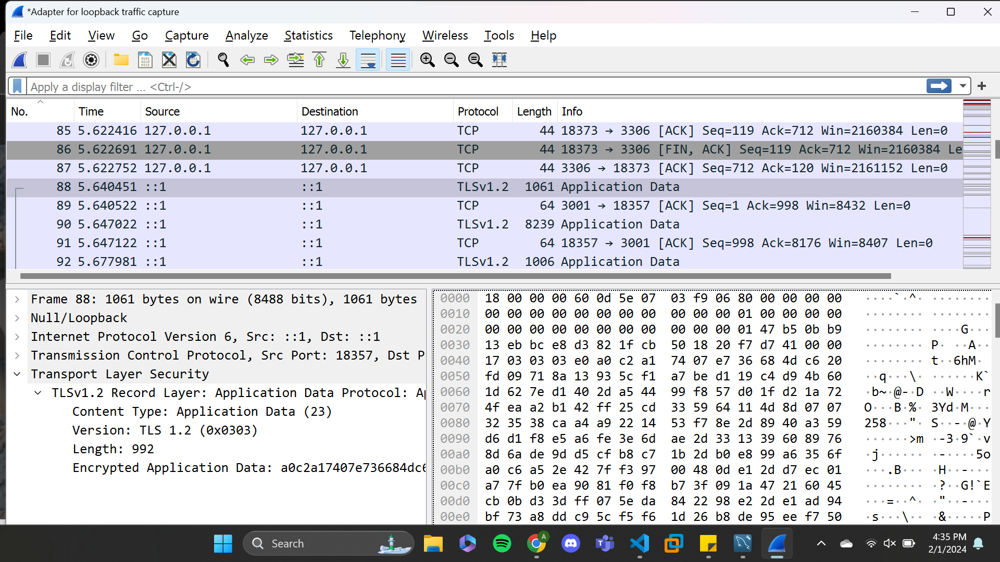 *Adapter for loopback traffic capture
File Edit View Go Capture Analyze Statistics Telephony Wireless Tools Help
Apply a display filter ... <Ctrl-/>
No. Time Source Destination Protocol Length Info
85 5.622416 127.0.0.1 127.0.0.1 TCP 44 18373 → 3306 [ACK] Seq=119 Ack=712 Win=2160384 Len=0
86 5.622691 127.0.0.1 127.0.0.1 TCP 44 18373 → 3306 [FIN, ACK] Seq=119 Ack=712 Win=2160384 Le
87 5.622752 127.0.0.1 127.0.0.1 TCP 44 3306 → 18373 [ACK] Seq=712 Ack=120 Win=2161152 Len=0
88 5.640451 ::1 ::1 TLSv1.2 1061 Application Data
89 5.640522 ::1 ::1 TCP 64 3001 → 18357 [ACK] Seq=1 Ack=998 Win=8432 Len=0
90 5.647022 ::1 ::1 TLSv1.2 8239 Application Data
91 5.647122 ::1 ::1 TCP 64 18357 → 3001 [ACK] Seq=998 Ack=8176 Win=8407 Len=0
92 5.677981 ::1 ::1 TLSv1.2 1006 Application Data
Frame 88: 1061 bytes on wire (8488 bits), 1061 bytes
Null/Loopback
Internet Protocol Version 6, Src: ::1, Dst: ::1
Transmission Control Protocol, Src Port: 18357, Dst P
Transport Layer Security
TLSv1.2 Record Layer: Application Data Protocol: Ap
Content Type: Application Data (23)
Version: TLS 1.2 (0x0303)
Length: 992
Encrypted Application Data: a0c2a17407e736684dc6
0000 18 00 00 00 60 0d 5e 07 03 f9 06 80 00 00 00 00 ····`·^· ········
0010 00 00 00 00 00 00 00 00 00 00 00 01 00 00 00 00 ········ ········
0020 00 00 00 00 00 00 00 00 00 00 00 01 47 b5 0b b9 ········ ····G···
0030 13 eb bc e8 d3 82 1f cb 50 18 20 f7 d7 41 00 00 ········ P· ··A··
0040 17 03 03 03 e0 a0 c2 a1 74 07 e7 36 68 4d c6 20 ········ t··6hM·
0050 fd 09 71 8a 13 93 5c f1 a7 be d1 19 c4 d9 4b 60 ··q···\· ······K`
0060 1d 62 7e d1 40 2d a5 44 99 f8 57 d0 1f d2 1a 72 ·b~·@-·D ··W····r
0070 4f ea a2 b1 42 ff 25 cd 33 59 64 11 4d 8d 07 07 O···B·%· 3Yd·M···
0080 32 35 38 ca a4 a9 22 14 53 f7 8e 2d 89 40 a3 59 258···"· S··-·@·Y
0090 d6 d1 f8 e5 a6 fe 3e 6d ae 2d 33 13 39 60 89 76 ······>m ·-3·9`·v
00a0 8d 6a de 9d d5 cf b8 c7 1b 2d b0 e8 99 a6 35 6f ·j······ ·-····5o
00b0 a0 c6 a5 2e 42 7f f3 97 00 48 0d e1 2d d7 ec 01 ···.B··· ·H··-···
00c0 a7 7f b0 ea 90 81 f0 f8 b7 3f 09 1a 47 21 60 45 ········ ·?··G!`E
00d0 cb 0b d3 3d ff 07 5e da 84 22 98 e2 2d e1 ad 94 ···=··^· ·"··-···
00e0 bf 73 a8 dd c9 5c f5 f6 1d 26 b8 de 95 ee f7 50 ·s···\·· ·&·····P
Search
A
4:35 PM
2/1/2024